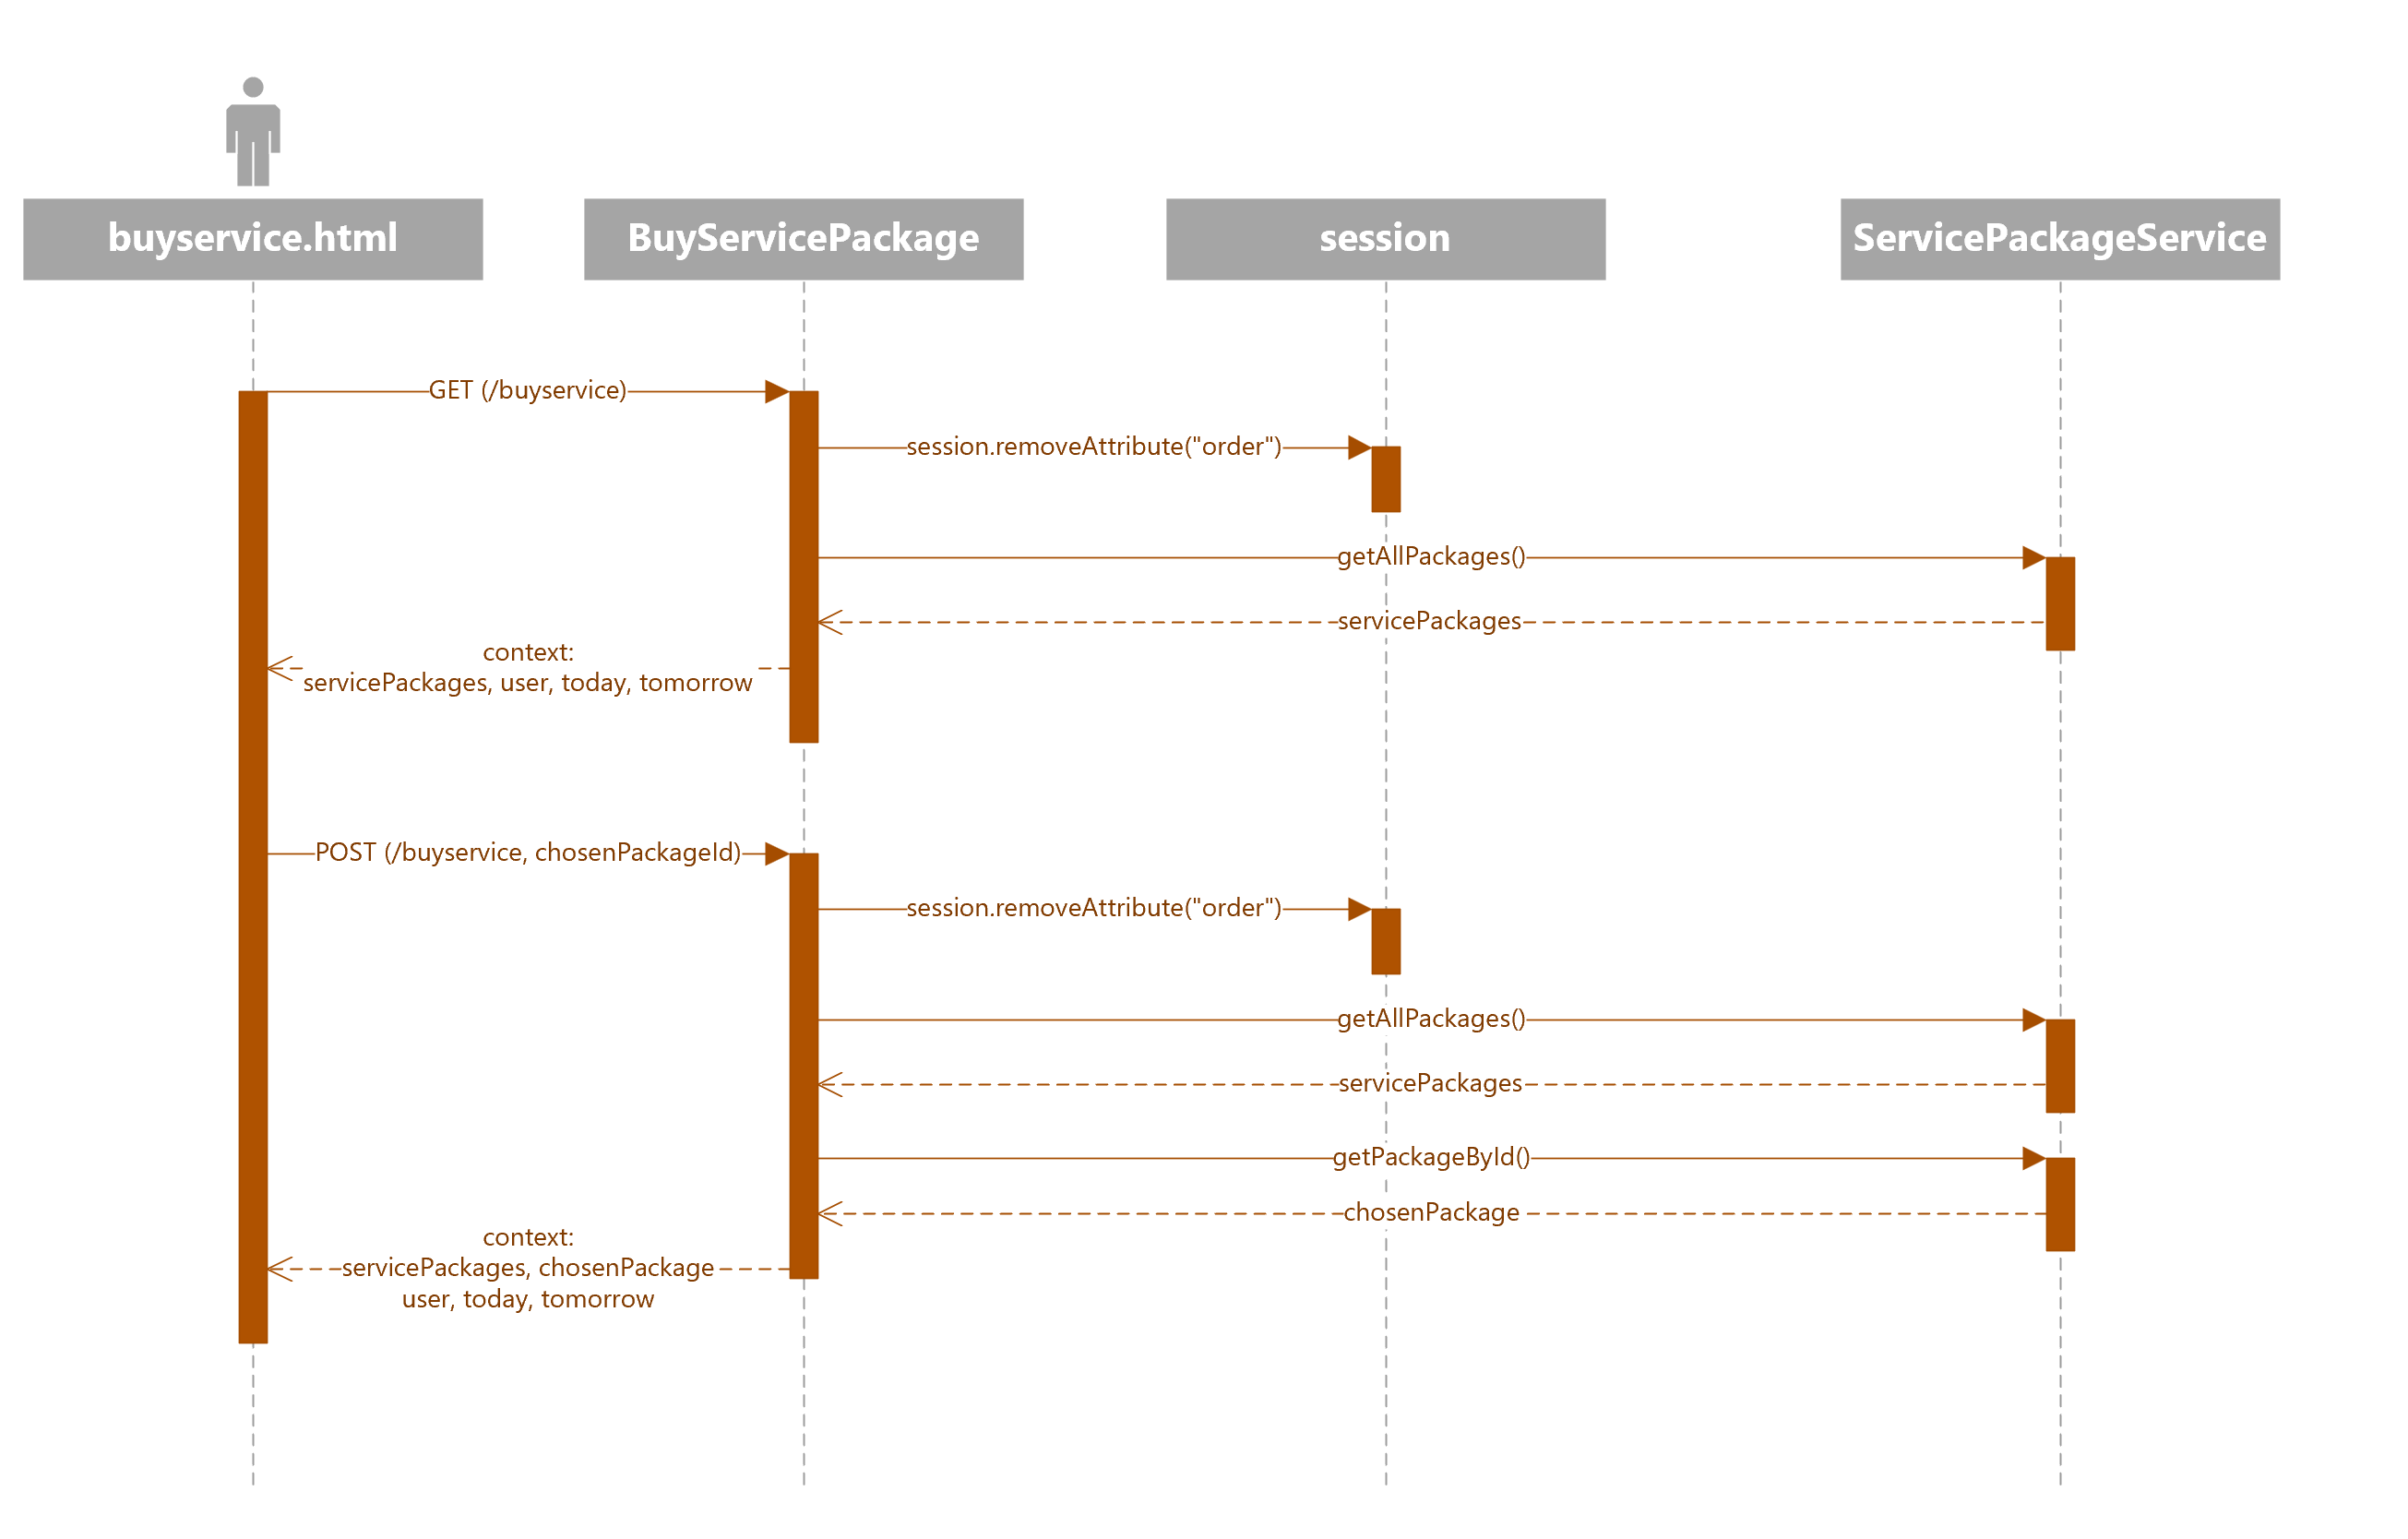 buyservice.html
BuyServicePackage
session
ServicePackageService
GET (/buyservice)
session.removeAttribute("order")
getAllPackages()
servicePackages
context:
servicePackages, user, today, tomorrow
POST (/buyservice, chosenPackageId)
session.removeAttribute("order")
getAllPackages()
servicePackages
getPackageById()
chosenPackage
context:
servicePackages, chosenPackage
user, today, tomorrow